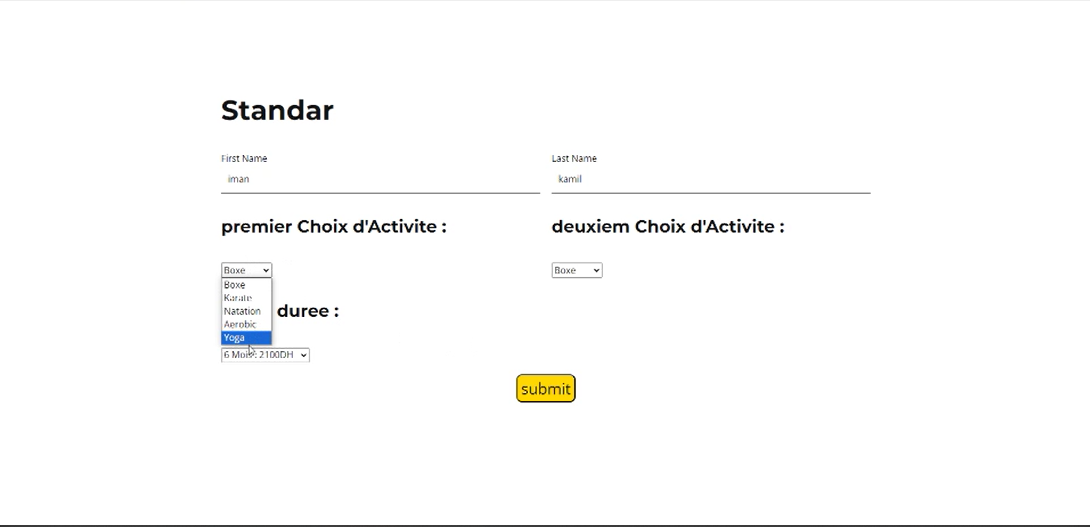 Standar
First Name Last Name
iman kamil
premier Choix d'Activite : deuxiem Choix d'Activite :
Boxe Boxe
Boxe
Karate
Natation
duree :
Aerobic
Yoga
6 Mois: 2100DH
submit